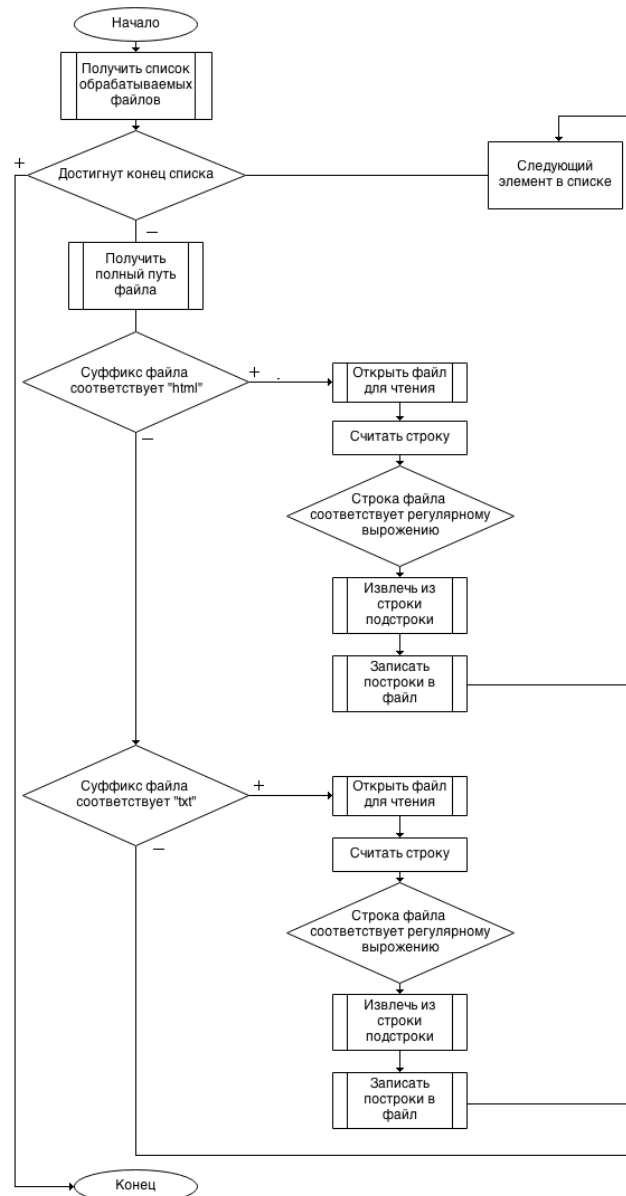 Начало
Получить список
обрабатываемых
файлов
+
Достигнут конец списка
Следующий
элемент в списке
—
Получить
полный путь
файла
Суффикс файла
соответствует "html"
+
—
Открыть файл
для чтения
Считать строку
Строка файла
соответствует регулярному
вырожению
Извлечь из
строки
подстроки
Записать
построки в
файл
Суффикс файла
соответствует "txt"
+
—
Открыть файл
для чтения
Считать строку
Строка файла
соответствует регулярному
вырожению
Извлечь из
строки
подстроки
Записать
построки в
файл
Конец